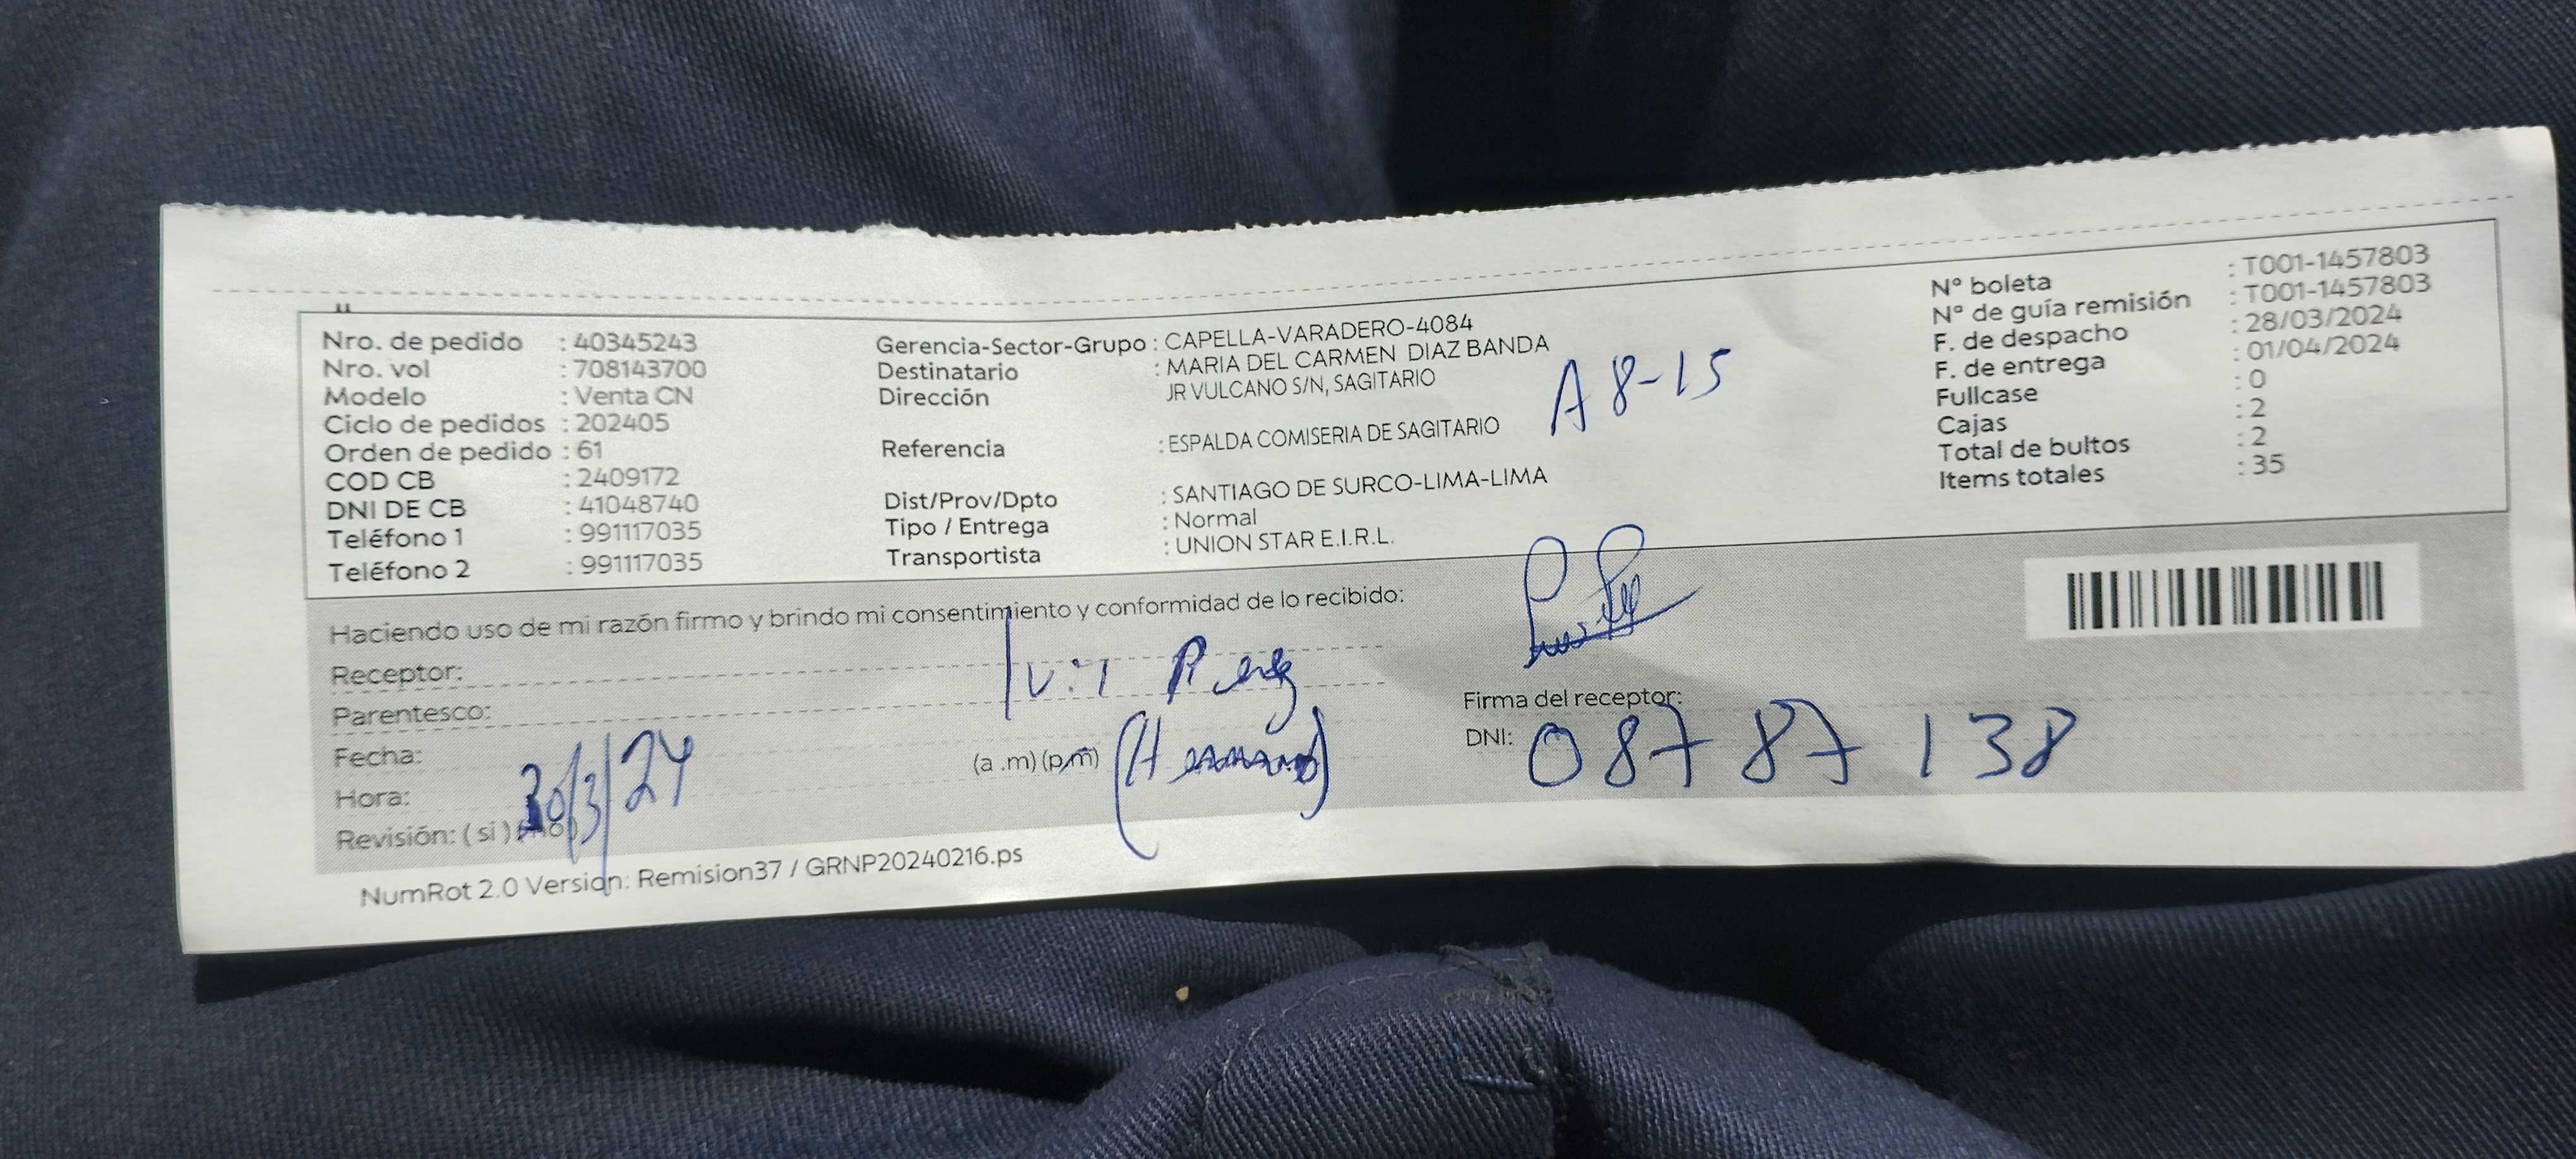 Nro. de pedido : 40345243
Nro. vol : 708143700
Modelo : Venta CN
Ciclo de pedidos : 202405
Orden de pedido : 61
COD CB : 2409172
DNI DE CB : 41048740
Teléfono 1 : 991117035
Teléfono 2 : 991117035
Gerencia-Sector-Grupo : CAPELLA-VARADERO-4084
Destinatario : MARIA DEL CARMEN DIAZ BANDA
Dirección JR VULCANO S/N, SAGITARIO
A 8-15
Referencia : ESPALDA COMISERIA DE SAGITARIO
Dist/Prov/Dpto : SANTIAGO DE SURCO-LIMA-LIMA
Tipo / Entrega : Normal
Transportista : UNION STAR E.I.R.L.
Nº boleta : T001-1457803
Nº de guía remisión : T001-1457803
F. de despacho : 28/03/2024
F. de entrega : 01/04/2024
Fullcase : 0
Cajas : 2
Total de bultos : 2
Items totales : 35
Haciendo uso de mi razón firmo y brindo mi consentimiento y conformidad de lo recibido:
Receptor:
Parentesco:
Fecha: 30/3/24
Hora: (a .m) (p.m)
Revisión: ( si ) ( no )
Firma del receptor:
DNI: 08787138
NumRot 2.0 Version: Remision37 / GRNP20240216.ps